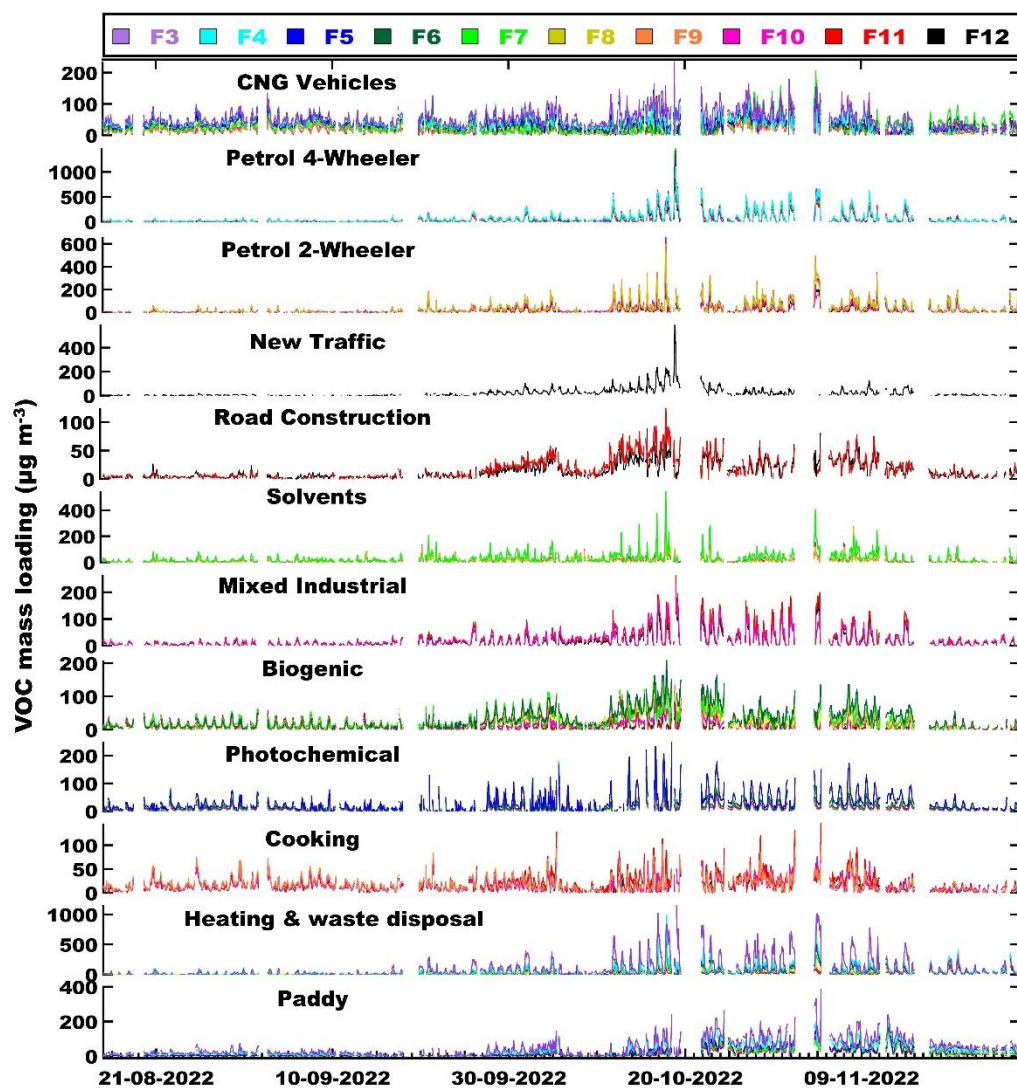 F3 F4 F5 F6 F7 F8 F9 F10 F11 F12
VOC mass loading (µg m⁻³)
CNG Vehicles
200
100
0
Petrol 4-Wheeler
1000
500
0
Petrol 2-Wheeler
600
400
200
0
New Traffic
400
200
0
Road Construction
100
50
0
Solvents
400
200
0
Mixed Industrial
200
100
0
Biogenic
200
100
0
Photochemical
200
100
0
Cooking
100
50
0
Heating & waste disposal
1000
500
0
Paddy
400
200
0
21-08-2022 10-09-2022 30-09-2022 20-10-2022 09-11-2022